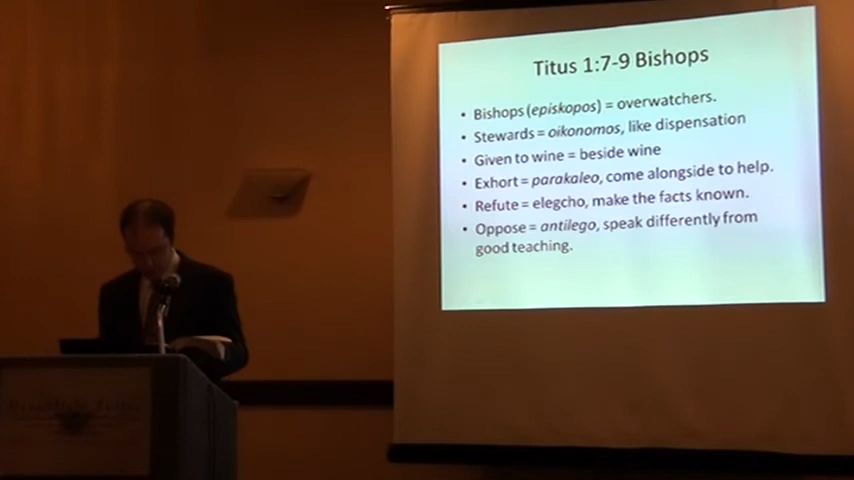 Titus 1:7-9 Bishops
• Bishops (episkopos) = overwatchers.
• Stewards = oikonomos, like dispensation
• Given to wine = beside wine
• Exhort = parakaleo, come alongside to help.
• Refute = elegcho, make the facts known.
• Oppose = antilego, speak differently from
good teaching.